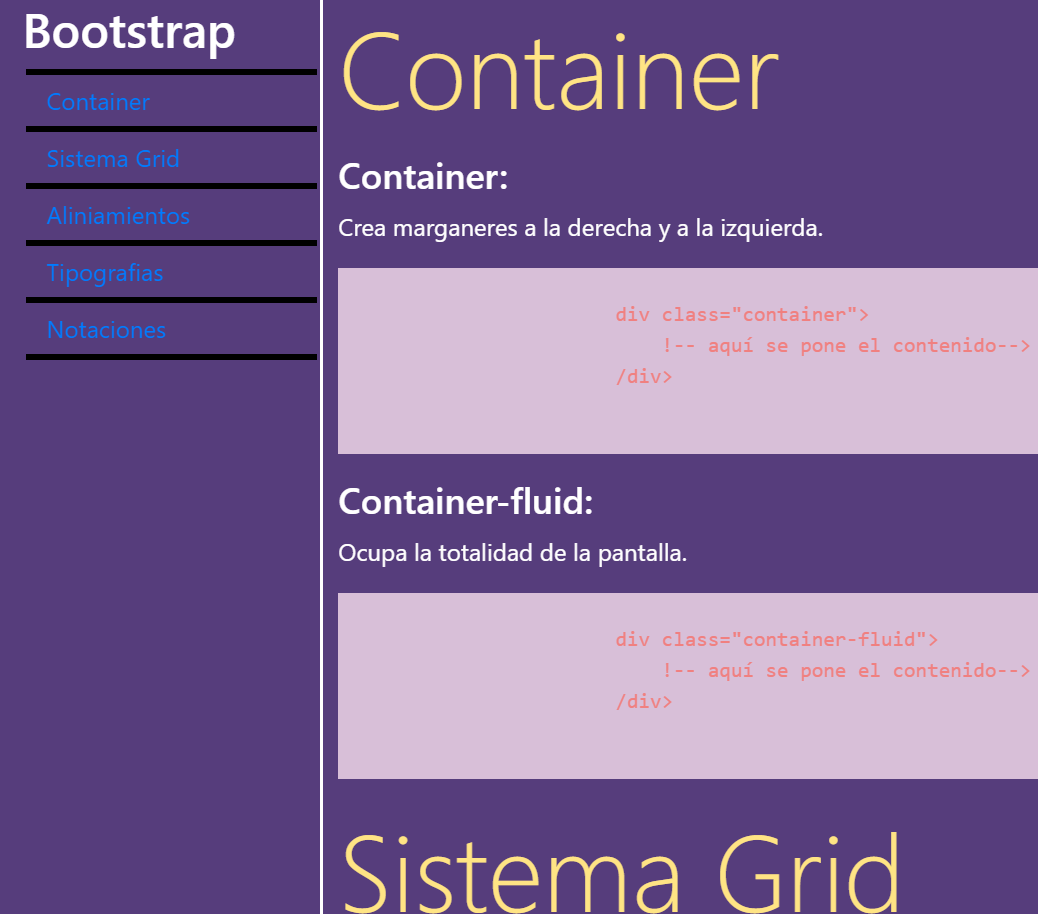 Bootstrap
Container
Sistema Grid
Aliniamientos
Tipografias
Notaciones
Container
Container:
Crea marganeres a la derecha y a la izquierda.
div class="container">
!-- aquí se pone el contenido-->
/div>
Container-fluid:
Ocupa la totalidad de la pantalla.
div class="container-fluid">
!-- aquí se pone el contenido-->
/div>
Sistema Grid